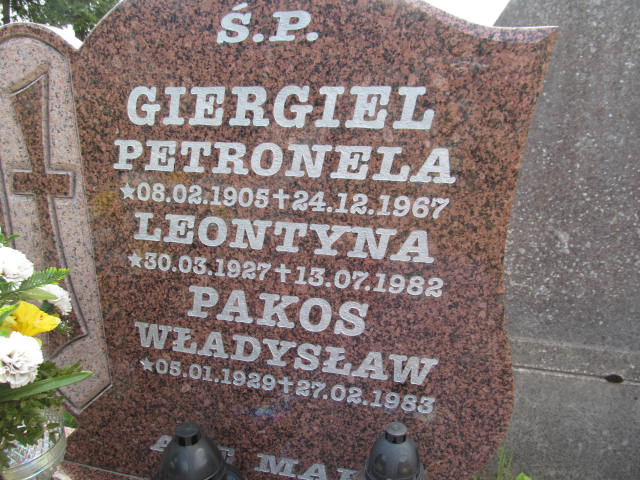 Ś.P.
GIERGIEL
PETRONELA
★08.02.1905✝24.12.1967
LEONTYNA
★30.03.1927✝13.07.1982
PAKOS
WŁADYSŁAW
★05.01.1929✝27.02.1983